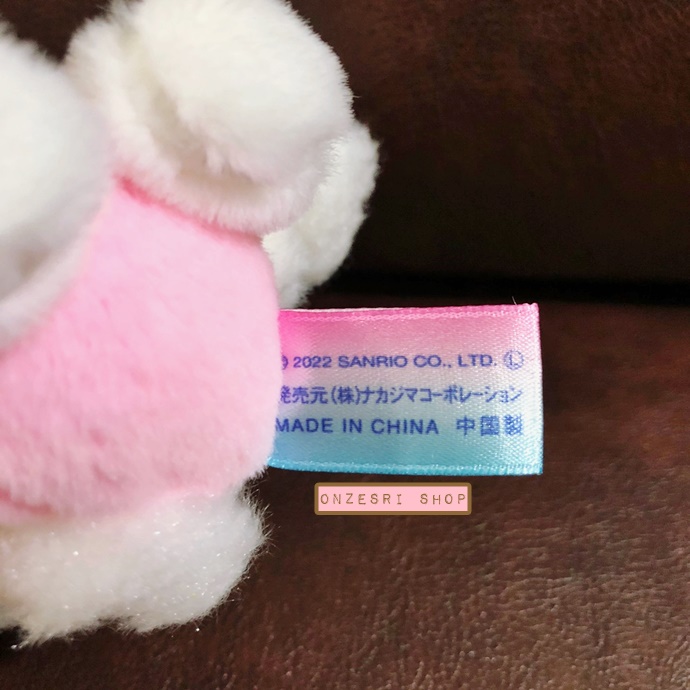 © 2022 SANRIO CO., LTD. Ⓛ
発売元(株)ナカジマコーポレーション
MADE IN CHINA 中国製
ONZESRI SHOP